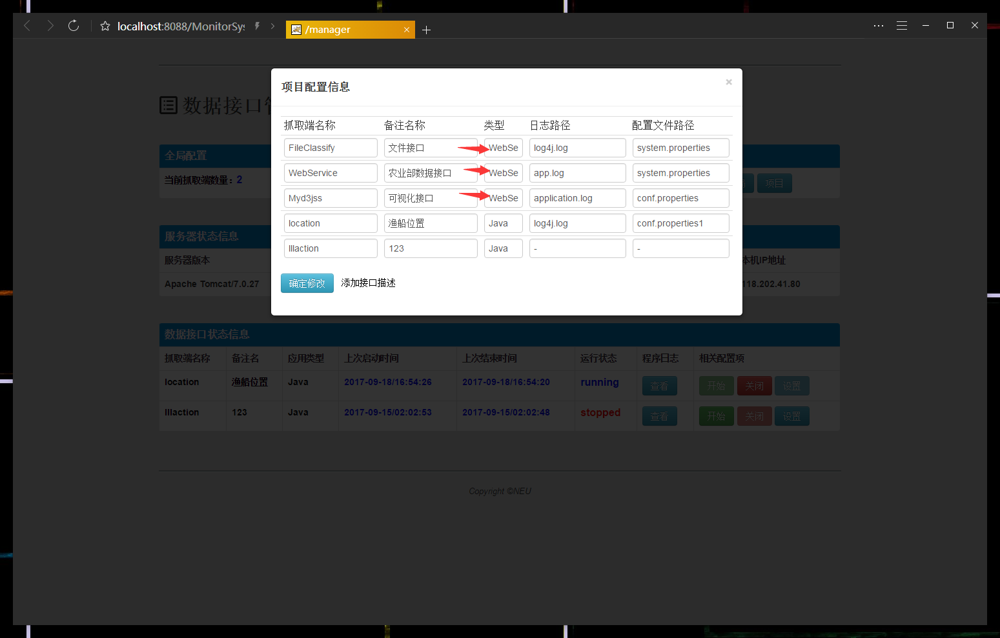 localhost:8088/MonitorSys
/manager
项目配置信息
抓取端名称 备注名称 类型 日志路径 配置文件路径
FileClassify 文件接口 WebSe log4j.log system.properties
WebService 农业部数据接口 WebSe app.log system.properties
Myd3jss 可视化接口 WebSe application.log conf.properties
location 渔船位置 Java log4j.log conf.properties1
lllaction 123 Java - -
确定修改 添加接口描述
数据接口
全局配置
当前抓取端数量：2
项目
服务器状态信息
服务器版本 本机IP地址
Apache Tomcat/7.0.27 118.202.41.80
数据接口状态信息
抓取端名称 备注名 应用类型 上次启动时间 上次结束时间 运行状态 程序日志 相关配置项
location 渔船位置 Java 2017-09-18/16:54:26 2017-09-18/16:54:20 running 查看 开始 关闭 设置
lllaction 123 Java 2017-09-15/02:02:53 2017-09-15/02:02:48 stopped 查看 开始 关闭 设置
Copyright ©NEU